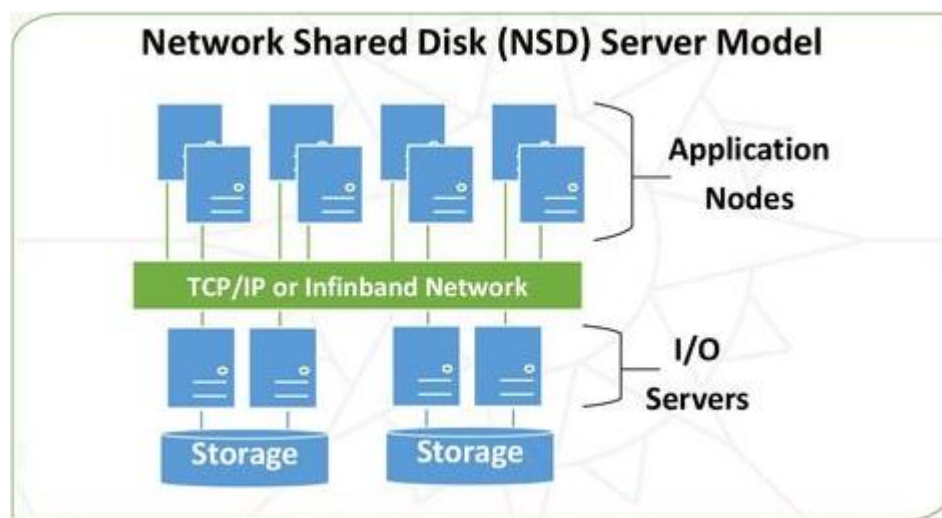 Network Shared Disk (NSD) Server Model
Application
Nodes
TCP/IP or Infinband Network
I/O
Servers
Storage
Storage